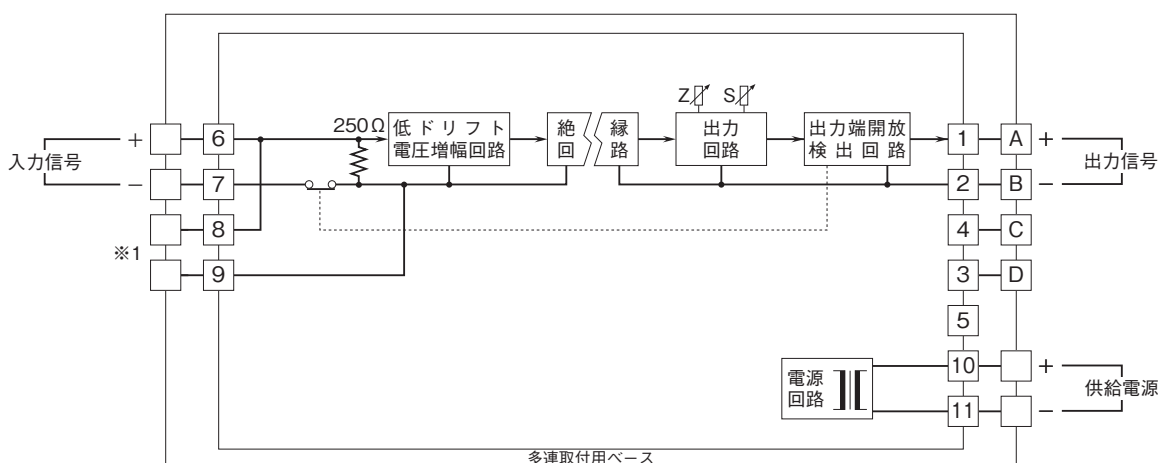 Z S
250Ω 低ドリフト 絶 縁 出力 出力端開放
電圧増幅回路 回 路 回路 検出回路
+ 6 1 A +
入力信号 出力信号
− 7 2 B −
8 4 C
※1
9 3 D
5
電源 10 +
回路 供給電源
11 −
多連取付用ベース